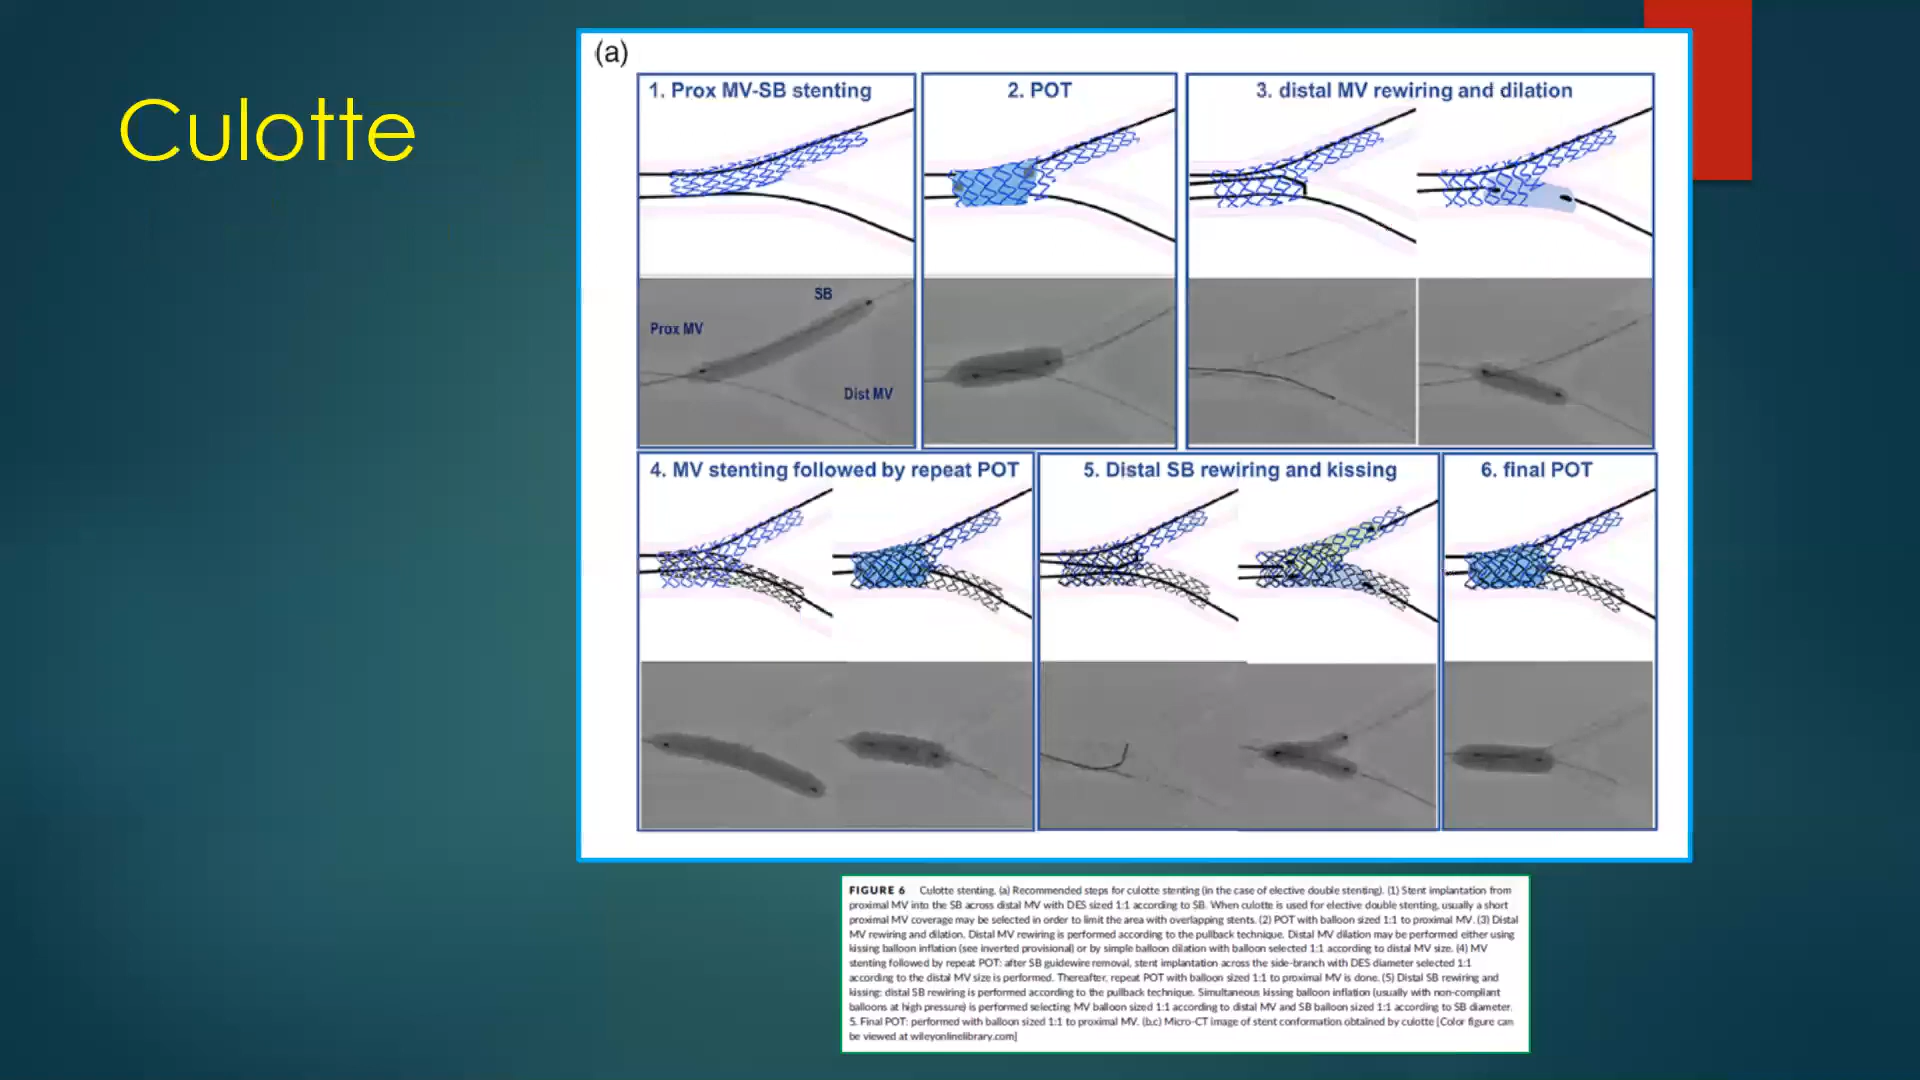 Culotte
(a)
1. Prox MV-SB stenting
2. POT
3. distal MV rewiring and dilation
SB
Prox MV
Dist MV
4. MV stenting followed by repeat POT
5. Distal SB rewiring and kissing
6. final POT
FIGURE 6 Culotte stenting. (a) Recommended steps for culotte stenting (in the case of elective double stenting). (1) Stent implantation from
proximal MV into the SB across distal MV with DES sized 1:1 according to SB. When culotte is used for elective double stenting, usually a short
proximal MV coverage may be selected in order to limit the area with overlapping stents. (2) POT with balloon sized 1:1 to proximal MV. (3) Distal
MV rewiring and dilation. Distal MV rewiring is performed according to the pullback technique. Distal MV dilation may be performed either using
kissing balloon inflation (see inverted provisional) or by simple balloon dilation with balloon selected 1:1 according to distal MV size. (4) MV
stenting followed by repeat POT: after SB guidewire removal, stent implantation across the side-branch with DES diameter selected 1:1
according to the distal MV size is performed. Thereafter, repeat POT with balloon sized 1:1 to proximal MV is done. (5) Distal SB rewiring and
kissing: distal SB rewiring is performed according to the pullback technique. Simultaneous kissing balloon inflation (usually with non-compliant
balloons at high pressure) is performed selecting MV balloon sized 1:1 according to distal MV and SB balloon sized 1:1 according to SB diameter.
5. Final POT: performed with balloon sized 1:1 to proximal MV. (b,c) Micro-CT image of stent conformation obtained by culotte [Color figure can
be viewed at wileyonlinelibrary.com]